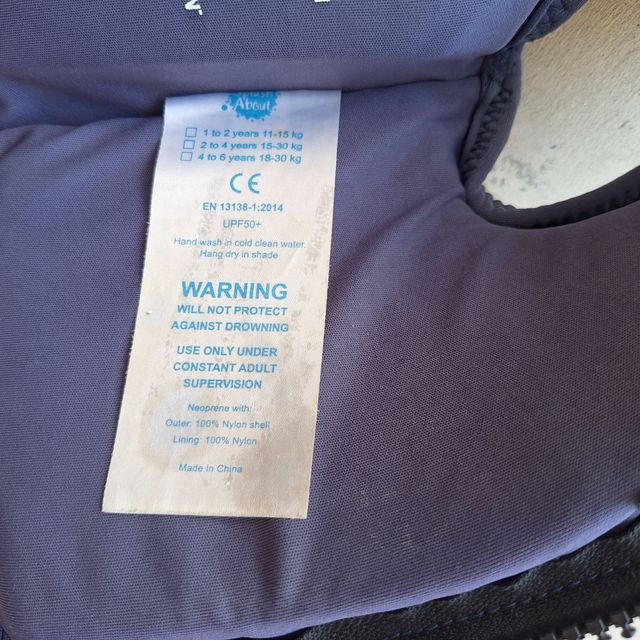 About
1 to 2 years 11-15 kg
2 to 4 years 15-30 kg
4 to 6 years 18-30 kg
CE
EN 13138-1:2014
UPF50+
Hand wash in cold clean water.
Hang dry in shade
WARNING
WILL NOT PROTECT
AGAINST DROWNING
USE ONLY UNDER
CONSTANT ADULT
SUPERVISION
Neoprene with:
Outer: 100% Nylon shell
Lining: 100% Nylon
Made in China